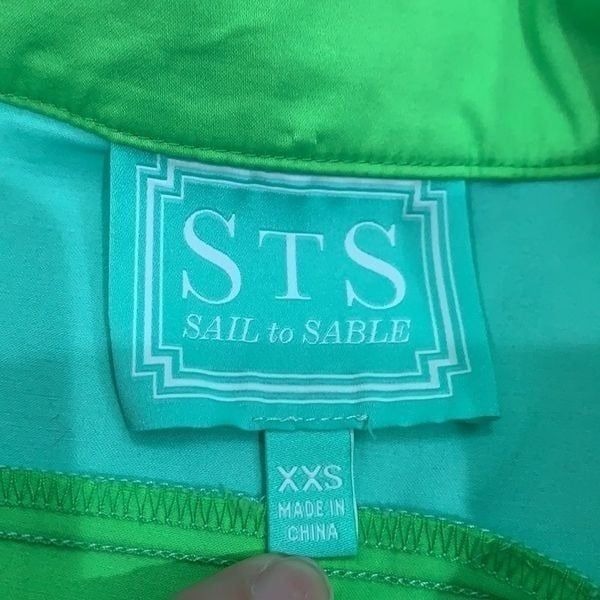 STS
SAIL to SABLE
XXS
MADE IN
CHINA